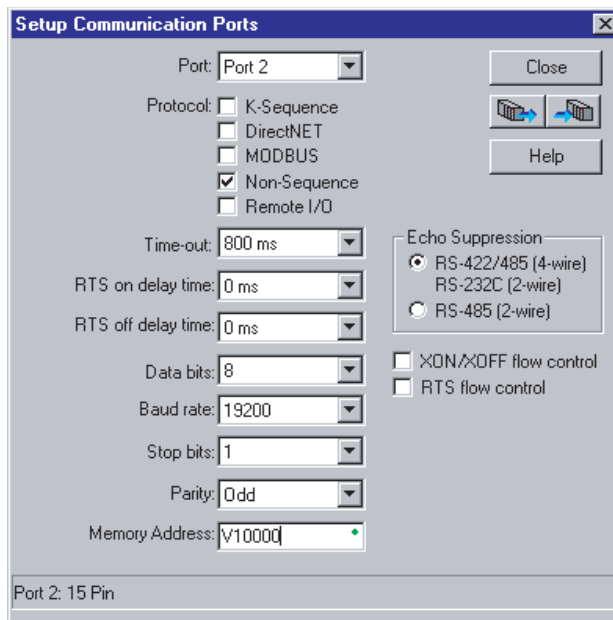 Setup Communication Ports
Port: Port 2
Close
Protocol: K-Sequence
DirectNET
MODBUS
Help
Non-Sequence
Remote I/O
Time-out: 800 ms
Echo Suppression
RS-422/485 (4-wire)
RS-232C (2-wire)
RS-485 (2-wire)
RTS on delay time: 0 ms
RTS off delay time: 0 ms
XON/XOFF flow control
RTS flow control
Data bits: 8
Baud rate: 19200
Stop bits: 1
Parity: Odd
Memory Address: V10000
Port 2: 15 Pin